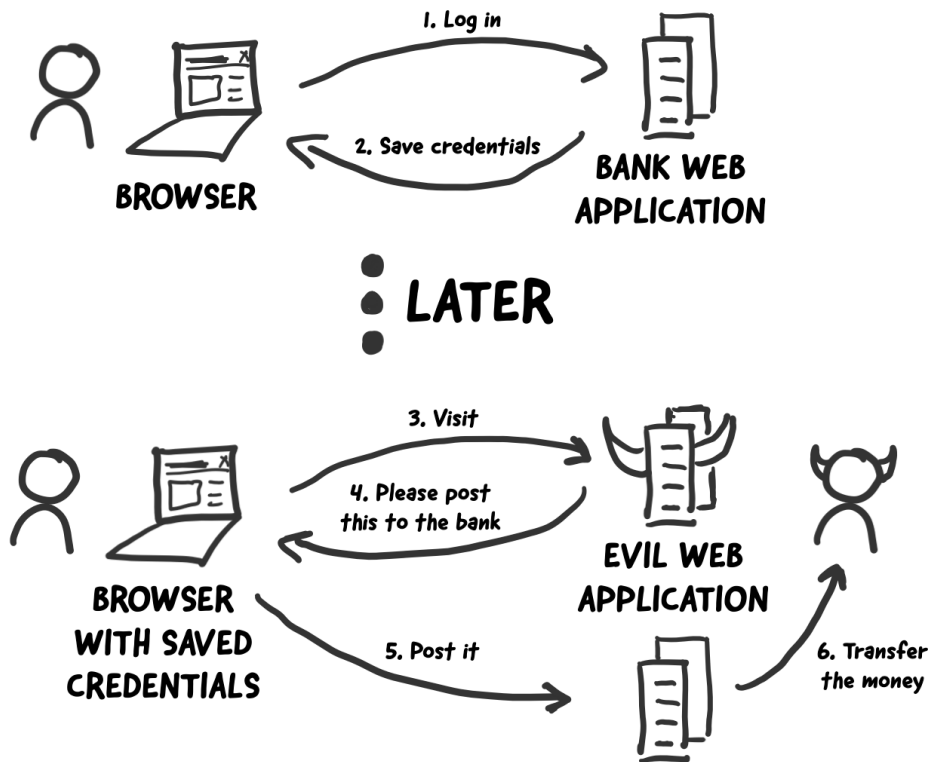 1. Log in
2. Save credentials
BROWSER
BANK WEB
APPLICATION
LATER
3. Visit
4. Please post
this to the bank
EVIL WEB
APPLICATION
BROWSER
WITH SAVED
CREDENTIALS
5. Post it
6. Transfer
the money